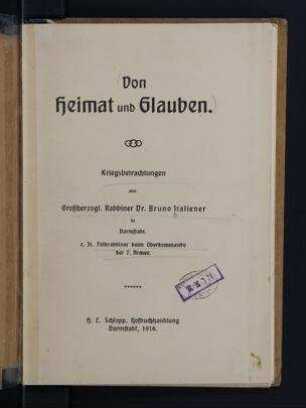 Von
Heimat und Glauben.
Kriegsbetrachtungen
von
Großherzogl. Rabbiner Dr. Bruno Italiener
in
Darmstadt.
z. Zt. Feldrabbiner beim Oberkommando
der 7. Armee.
H. L. Schlapp, Hofbuchhandlung
Darmstadt, 1916.